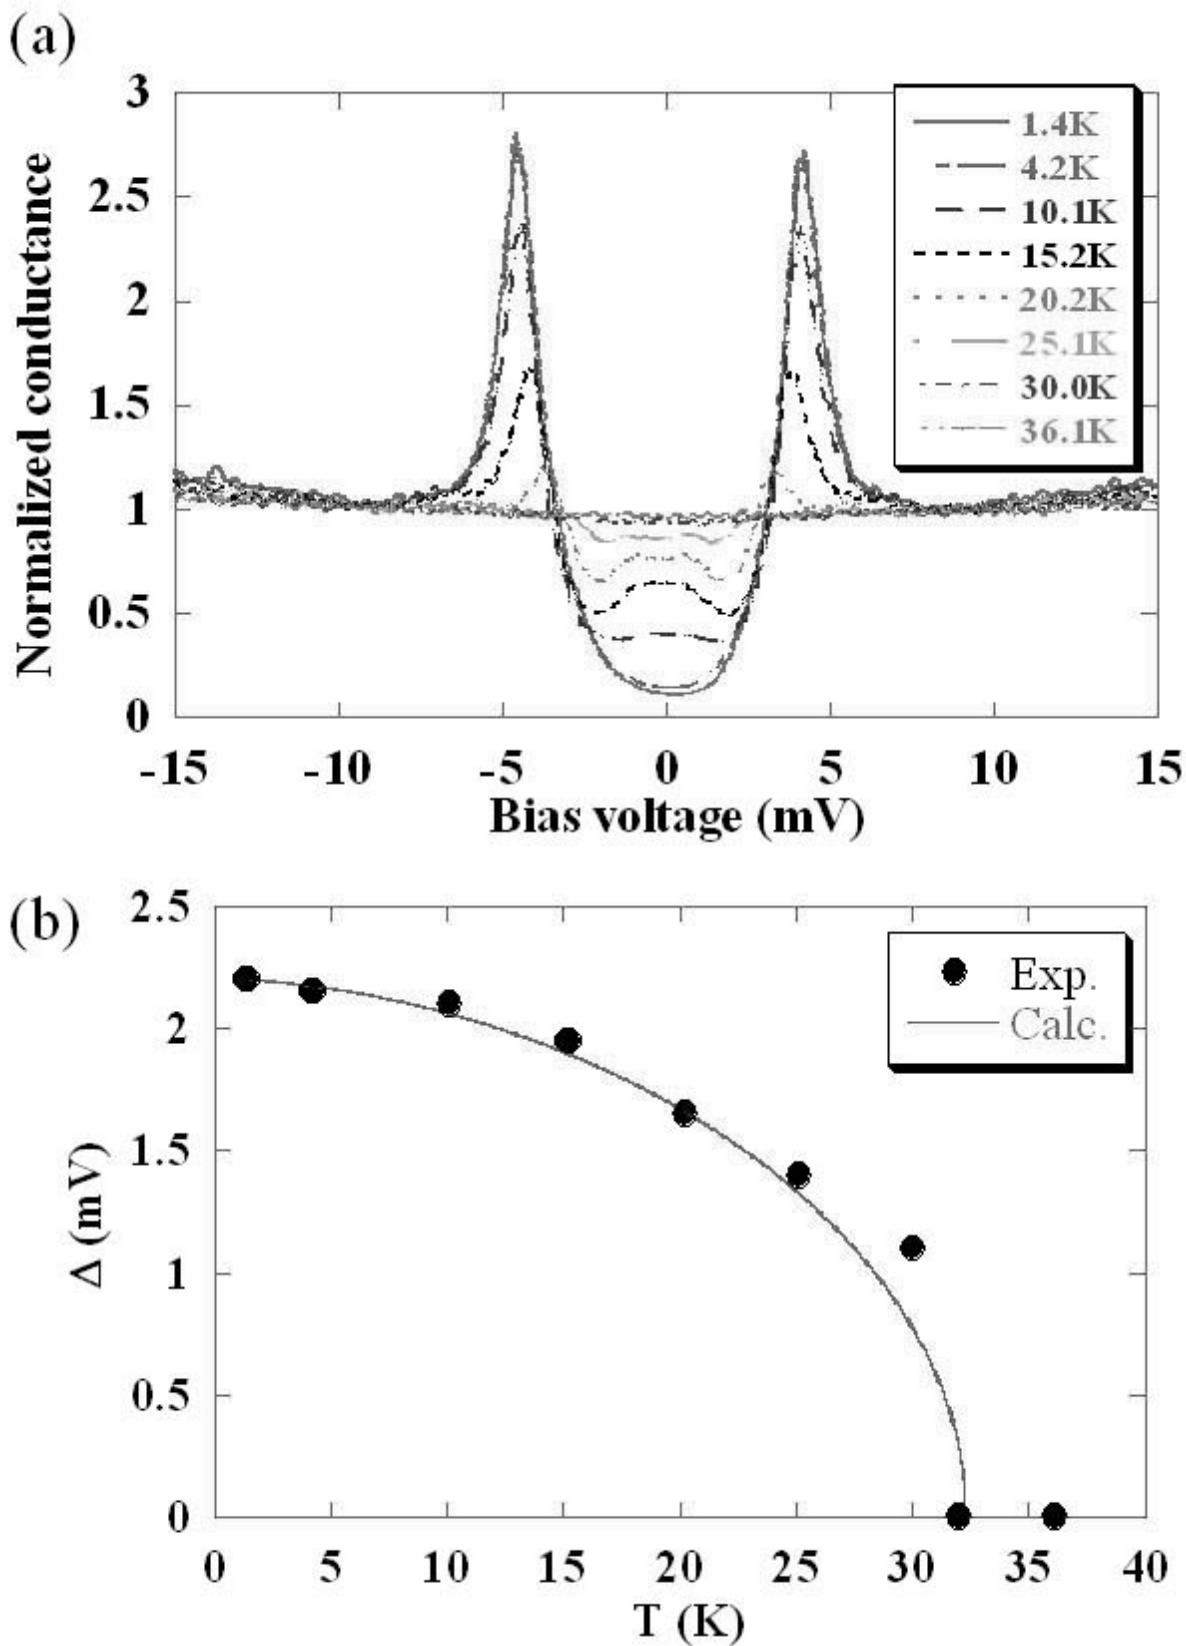 (a)
Normalized conductance
3
2.5
2
1.5
1
0.5
0
-15 -10 -5 0 5 10 15
Bias voltage (mV)
1.4K
4.2K
10.1K
15.2K
20.2K
25.1K
30.0K
36.1K
(b)
Δ (mV)
2.5
2
1.5
1
0.5
0
0 5 10 15 20 25 30 35 40
T (K)
Exp.
Calc.